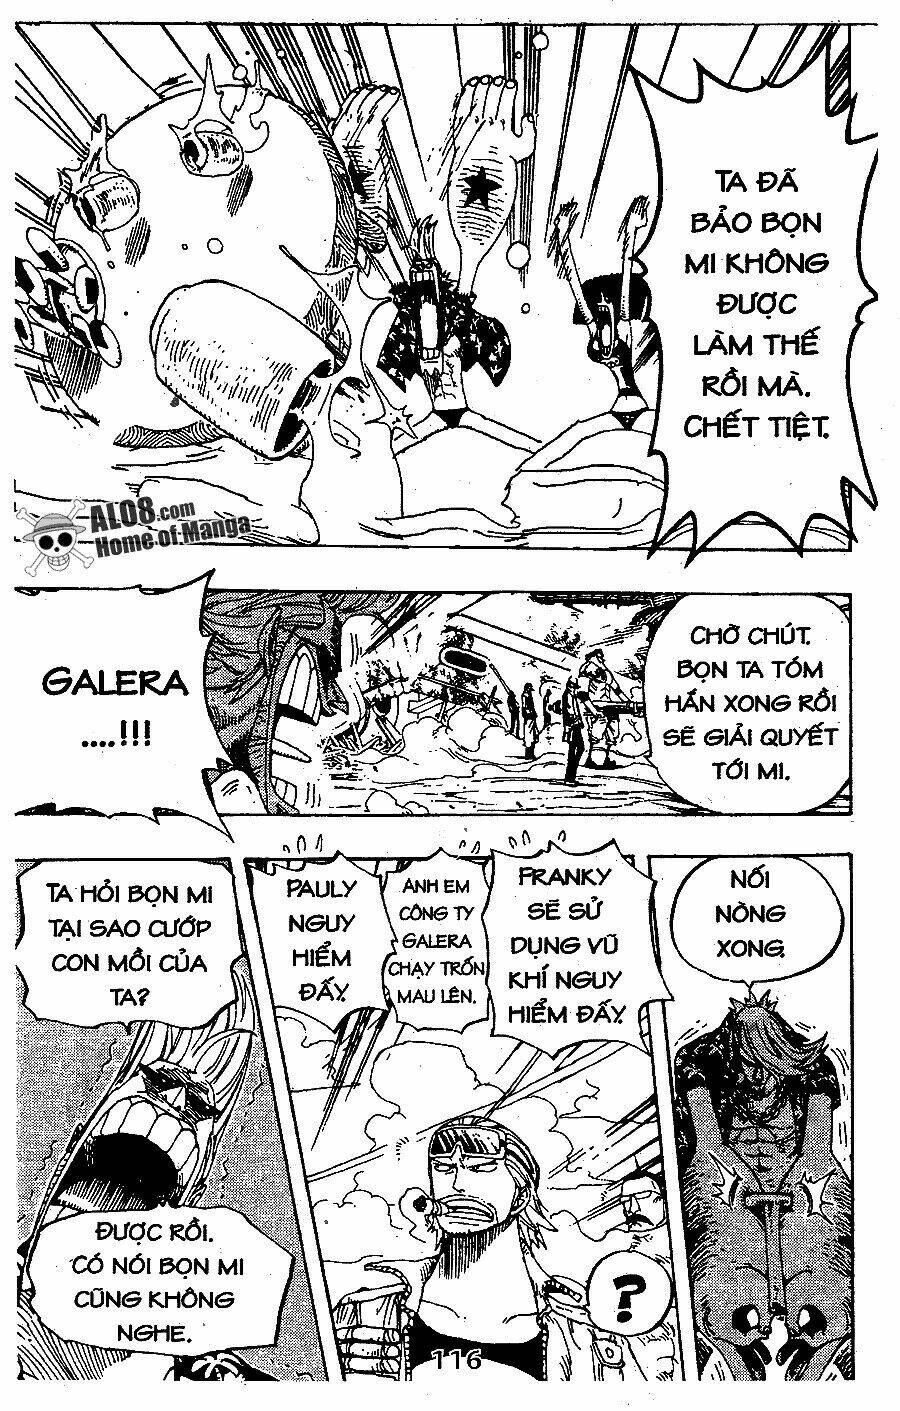 TA ĐÃ
BẢO BỌN
MI KHÔNG
ĐƯỢC
LÀM THẾ
RỒI MÀ.
CHẾT TIỆT.
ALO8.com
Home of Manga
CHỜ CHÚT.
BỌN TA TÓM
HẮN XONG RỒI
SẼ GIẢI QUYẾT
TỚI MI.
GALERA
....!!!
NỐI
NÒNG
XONG.
FRANKY
SẼ SỬ
DỤNG VŨ
KHÍ NGUY
HIỂM ĐẤY.
ANH EM
CÔNG TY
GALERA
CHẠY TRỐN
MAU LÊN.
PAULY
NGUY
HIỂM
ĐẤY.
?
TA HỎI BỌN MI
TẠI SAO CƯỚP
CON MỒI CỦA
TA?
ĐƯỢC RỒI.
CÓ NÓI BỌN MI
CŨNG KHÔNG
NGHE.
116